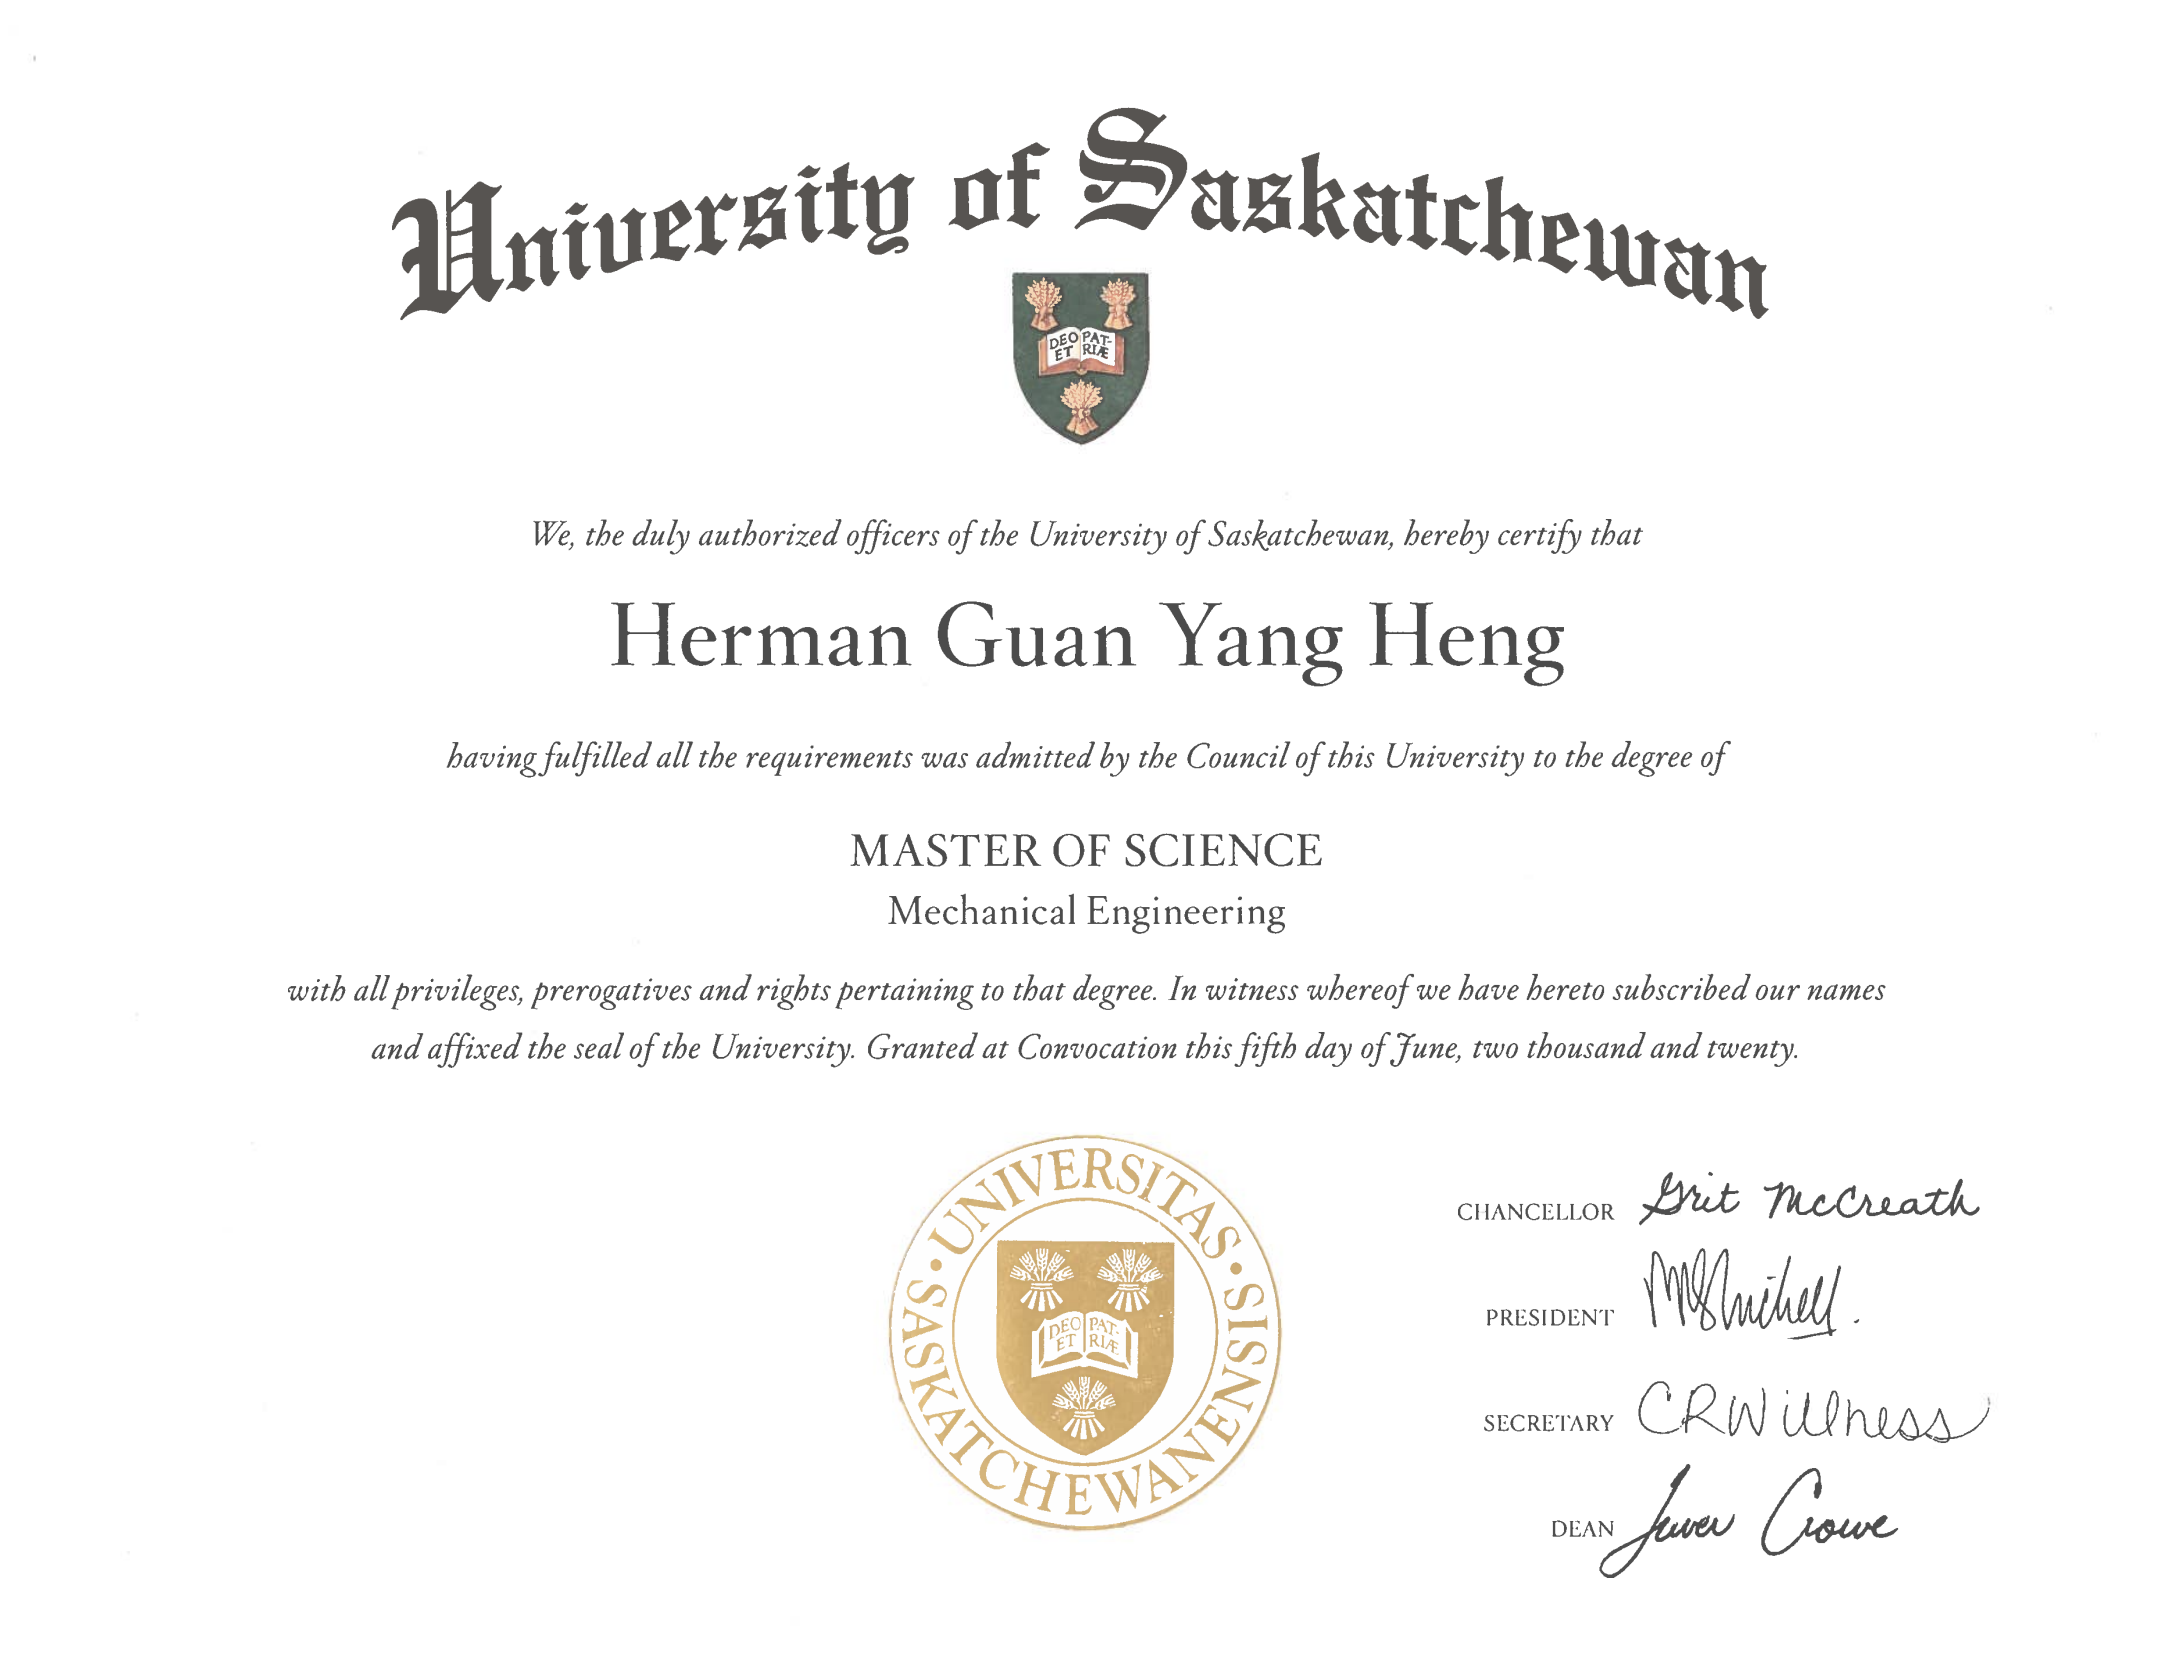 University of Saskatchewan
DEO PAT-
ET RIÆ
We, the duly authorized officers of the University of Saskatchewan, hereby certify that
Herman Guan Yang Heng
having fulfilled all the requirements was admitted by the Council of this University to the degree of
MASTER OF SCIENCE
Mechanical Engineering
with all privileges, prerogatives and rights pertaining to that degree. In witness whereof we have hereto subscribed our names
and affixed the seal of the University. Granted at Convocation this fifth day of June, two thousand and twenty.
UNIVERSITAS · SASKATCHEWANENSIS ·
DEO PAT-
ET RIÆ
CHANCELLOR Grit McCreath
PRESIDENT
SECRETARY CRWillness
DEAN Crowe